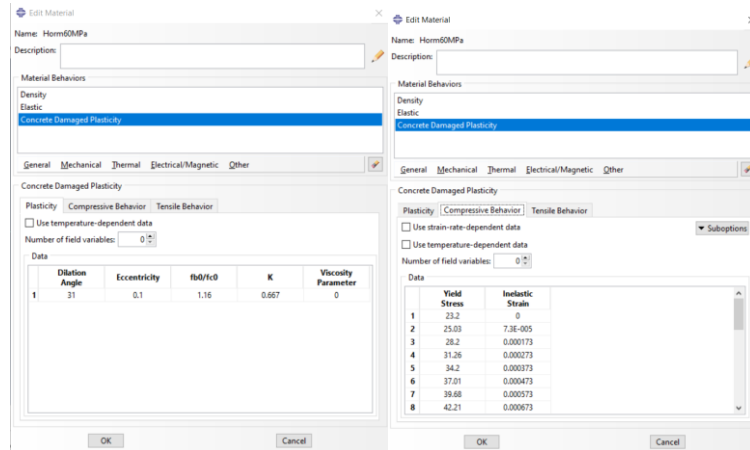 Edit Material
Name: Horm60MPa
Description:
Material Behaviors
Density
Elastic
Concrete Damaged Plasticity
General Mechanical Thermal Electrical/Magnetic Other
Concrete Damaged Plasticity
Plasticity Compressive Behavior Tensile Behavior
Use temperature-dependent data
Number of field variables: 0
Data
Dilation Angle Eccentricity fb0/fc0 K Viscosity Parameter
1 31 0.1 1.16 0.667 0
OK Cancel
Edit Material
Name: Horm60MPa
Description:
Material Behaviors
Density
Elastic
Concrete Damaged Plasticity
General Mechanical Thermal Electrical/Magnetic Other
Concrete Damaged Plasticity
Plasticity Compressive Behavior Tensile Behavior
Use strain-rate-dependent data Suboptions
Use temperature-dependent data
Number of field variables: 0
Data
Yield Stress Inelastic Strain
1 23.2 0
2 25.03 7.3E-005
3 28.2 0.000173
4 31.26 0.000273
5 34.2 0.000373
6 37.01 0.000473
7 39.68 0.000573
8 42.21 0.000673
OK Cancel